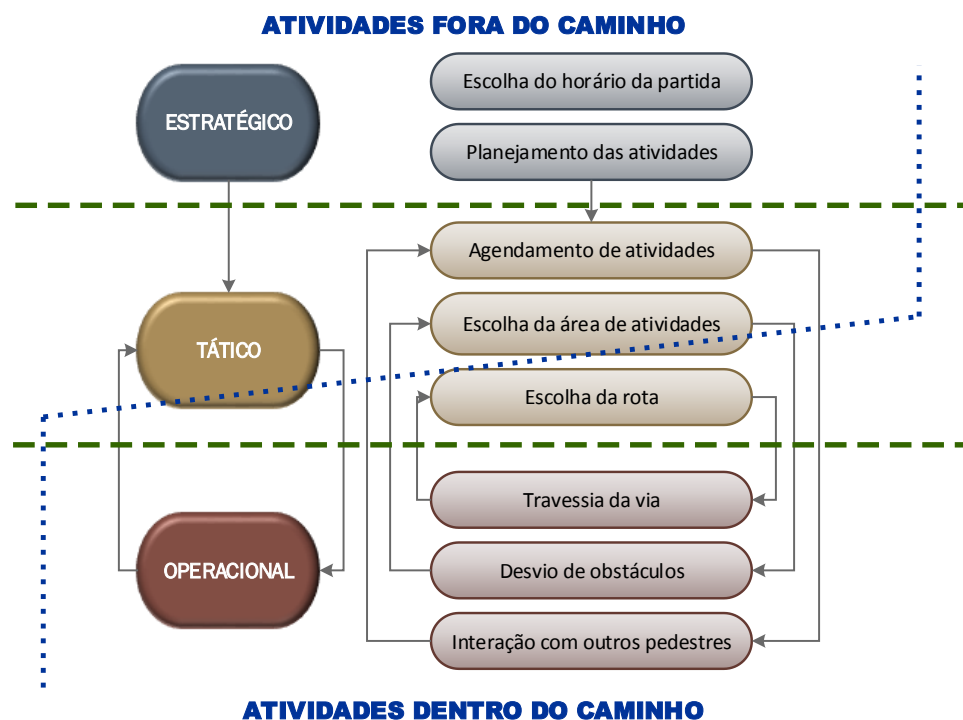 ATIVIDADES FORA DO CAMINHO
ESTRATÉGICO
Escolha do horário da partida
Planejamento das atividades
TÁTICO
Agendamento de atividades
Escolha da área de atividades
Escolha da rota
OPERACIONAL
Travessia da via
Desvio de obstáculos
Interação com outros pedestres
ATIVIDADES DENTRO DO CAMINHO